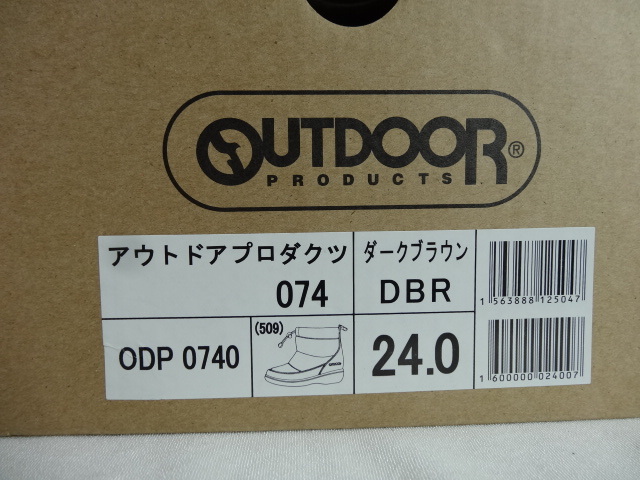 OUTDOOR®
PRODUCTS
アウトドアプロダクツ
074
ダークブラウン
DBR
ODP 0740
(509)
24.0
1 563888 125047
1 600000 024007